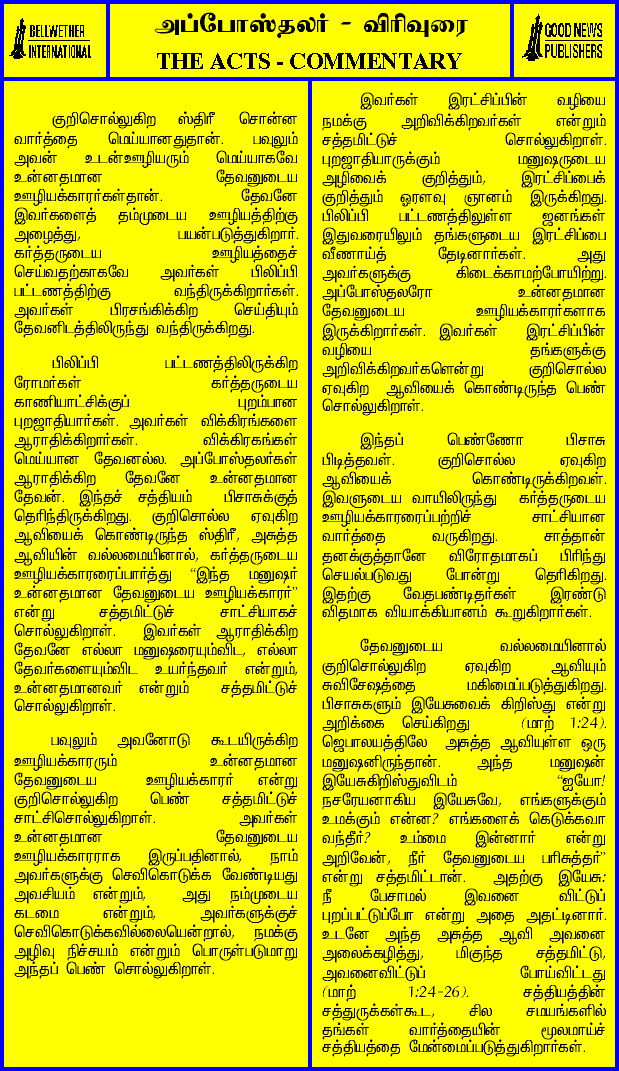 BELLWETHER
INTERNATIONAL
அப்போஸ்தலர் - விரிவுரை
THE ACTS - COMMENTARY
GOOD NEWS
PUBLISHERS
குறிசொல்லுகிற ஸ்திரீ சொன்ன
வார்த்தை மெய்யானதுதான். பவுலும்
அவன் உடன்ஊழியரும் மெய்யாகவே
உன்னதமான தேவனுடைய
ஊழியக்காரர்கள்தான். தேவனே
இவர்களைத் தம்முடைய ஊழியத்திற்கு
அழைத்து, பயன்படுத்துகிறார்.
கர்த்தருடைய ஊழியத்தைச்
செய்வதற்காகவே அவர்கள் பிலிப்பி
பட்டணத்திற்கு வந்திருக்கிறார்கள்.
அவர்கள் பிரசங்கிக்கிற செய்தியும்
தேவனிடத்திலிருந்து வந்திருக்கிறது.
பிலிப்பி பட்டணத்திலிருக்கிற
ரோமர்கள் கர்த்தருடைய
காணியாட்சிக்குப் புறம்பான
புறஜாதியார்கள். அவர்கள் விக்கிரங்களை
ஆராதிக்கிறார்கள். விக்கிரகங்கள்
மெய்யான தேவனல்ல. அப்போஸ்தலர்கள்
ஆராதிக்கிற தேவனே உன்னதமான
தேவன். இந்தச் சத்தியம் பிசாசுக்குத்
தெரிந்திருக்கிறது. குறிசொல்ல ஏவுகிற
ஆவியைக் கொண்டிருந்த ஸ்திரீ, அசுத்த
ஆவியின் வல்லமையினால், கர்த்தருடைய
ஊழியக்காரரைப்பார்த்து "இந்த மனுஷர்
உன்னதமான தேவனுடைய ஊழியக்காரர்"
என்று சத்தமிட்டுச் சாட்சியாகச்
சொல்லுகிறாள். இவர்கள் ஆராதிக்கிற
தேவனே எல்லா மனுஷரையும்விட, எல்லா
தேவர்களையும்விட உயர்ந்தவர் என்றும்,
உன்னதமானவர் என்றும் சத்தமிட்டுச்
சொல்லுகிறாள்.
பவுலும் அவனோடு கூடயிருக்கிற
ஊழியக்காரரும் உன்னதமான
தேவனுடைய ஊழியக்காரர் என்று
குறிசொல்லுகிற பெண் சத்தமிட்டுச்
சாட்சிசொல்லுகிறாள். அவர்கள்
உன்னதமான தேவனுடைய
ஊழியக்காரராக இருப்பதினால், நாம்
அவர்களுக்கு செவிகொடுக்க வேண்டியது
அவசியம் என்றும், அது நம்முடைய
கடமை என்றும், அவர்களுக்குச்
செவிகொடுக்கவில்லையென்றால், நமக்கு
அழிவு நிச்சயம் என்றும் பொருள்படுமாறு
அந்தப் பெண் சொல்லுகிறாள்.
இவர்கள் இரட்சிப்பின் வழியை
நமக்கு அறிவிக்கிறவர்கள் என்றும்
சத்தமிட்டுச் சொல்லுகிறாள்.
புறஜாதியாருக்கும் மனுஷருடைய
அழிவைக் குறித்தும், இரட்சிப்பைக்
குறித்தும் ஓரளவு ஞானம் இருக்கிறது.
பிலிப்பி பட்டணத்திலுள்ள ஜனங்கள்
இதுவரையிலும் தங்களுடைய இரட்சிப்பை
வீணாய்த் தேடினார்கள். அது
அவர்களுக்கு கிடைக்காமற்போயிற்று.
அப்போஸ்தலரோ உன்னதமான
தேவனுடைய ஊழியக்காரர்களாக
இருக்கிறார்கள். இவர்கள் இரட்சிப்பின்
வழியை தங்களுக்கு
அறிவிக்கிறவர்களென்று குறிசொல்ல
ஏவுகிற ஆவியைக் கொண்டிருந்த பெண்
சொல்லுகிறாள்.
இந்தப் பெண்ணோ பிசாசு
பிடித்தவள். குறிசொல்ல ஏவுகிற
ஆவியைக் கொண்டிருக்கிறவள்.
இவளுடைய வாயிலிருந்து கர்த்தருடைய
ஊழியக்காரரைப்பற்றிச் சாட்சியான
வார்த்தை வருகிறது. சாத்தான்
தனக்குத்தானே விரோதமாகப் பிரிந்து
செயல்படுவது போன்று தெரிகிறது.
இதற்கு வேதபண்டிதர்கள் இரண்டு
விதமாக வியாக்கியானம் கூறுகிறார்கள்.
தேவனுடைய வல்லமையினால்
குறிசொல்லுகிற ஏவுகிற ஆவியும்
சுவிசேஷத்தை மகிமைப்படுத்துகிறது.
பிசாசுகளும் இயேசுவைக் கிறிஸ்து என்று
அறிக்கை செய்கிறது (மாற் 1:24).
ஜெபாலயத்திலே அசுத்த ஆவியுள்ள ஒரு
மனுஷனிருந்தான். அந்த மனுஷன்
இயேசுகிறிஸ்துவிடம் "ஐயோ!
நசரேயனாகிய இயேசுவே, எங்களுக்கும்
உமக்கும் என்ன? எங்களைக் கெடுக்கவா
வந்தீர்? உம்மை இன்னார் என்று
அறிவேன், நீர் தேவனுடைய பரிசுத்தர்"
என்று சத்தமிட்டான். அதற்கு இயேசு:
நீ பேசாமல் இவனை விட்டுப்
புறப்பட்டுப்போ என்று அதை அதட்டினார்.
உடனே அந்த அசுத்த ஆவி அவனை
அலைக்கழித்து, மிகுந்த சத்தமிட்டு,
அவனைவிட்டுப் போய்விட்டது
(மாற் 1:24-26). சத்தியத்தின்
சத்துருக்கள்கூட, சில சமயங்களில்
தங்கள் வார்த்தையின் மூலமாய்ச்
சத்தியத்தை மேன்மைப்படுத்துகிறார்கள்.